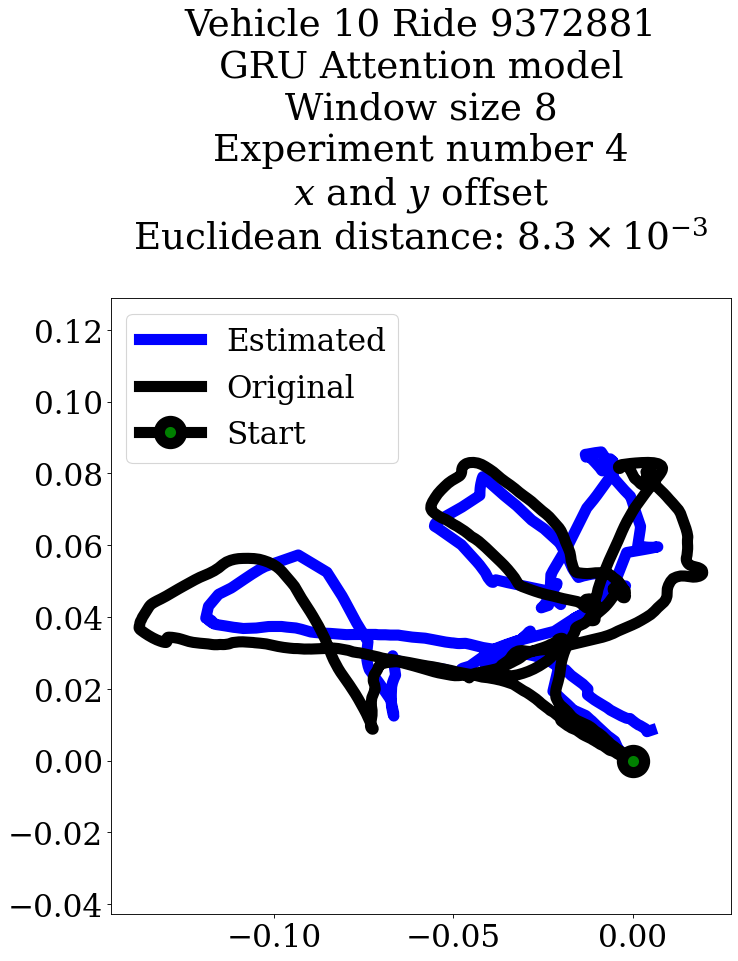 Vehicle 10 Ride 9372881
GRU Attention model
Window size 8
Experiment number 4
x and y offset
Euclidean distance: 8.3 × 10⁻³
Estimated
Original
Start
0.12
0.10
0.08
0.06
0.04
0.02
0.00
−0.02
−0.04
−0.10
−0.05
0.00